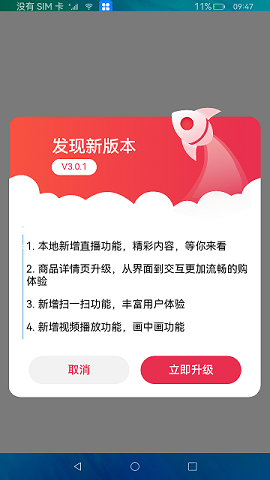 没有 SIM 卡 11% 09:47
发现新版本
V3.0.1
1. 本地新增直播功能，精彩内容，等你来看
2. 商品详情页升级，从界面到交互更加流畅的购
体验
3. 新增扫一扫功能，丰富用户体验
4. 新增视频播放功能，画中画功能
取消 立即升级